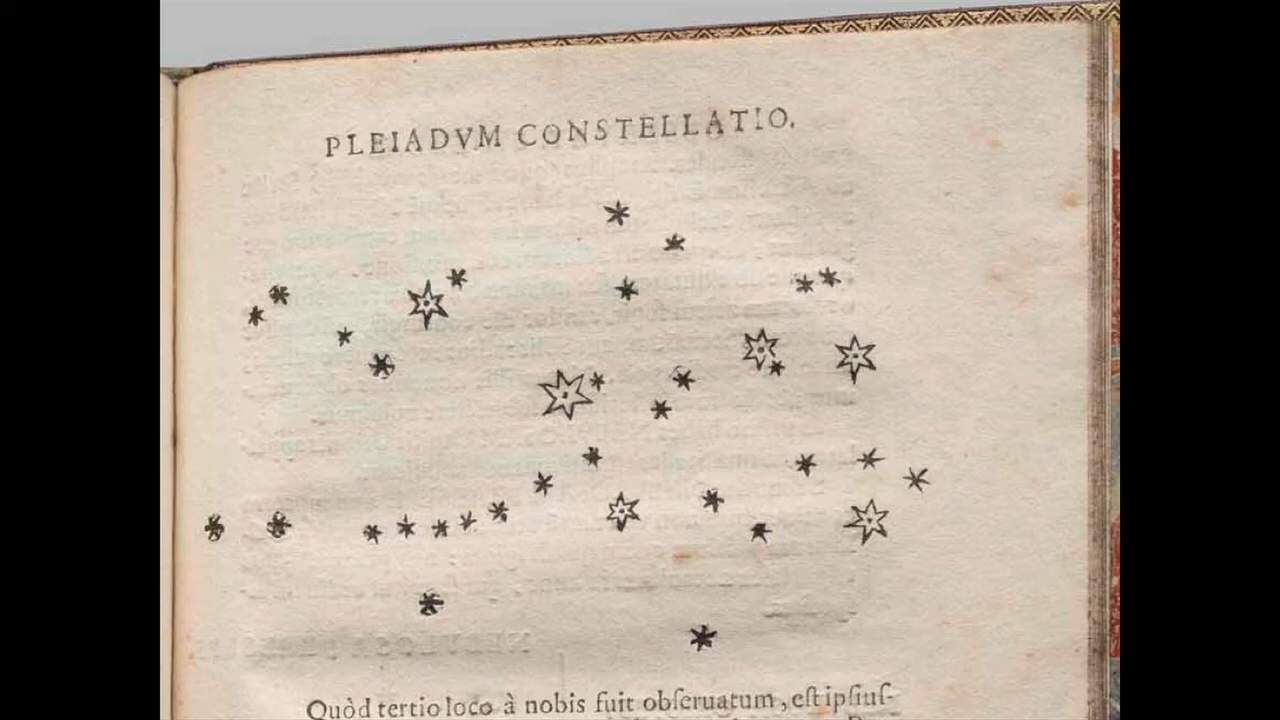 PLEIADVM CONSTELLATIO.
Quòd tertio loco à nobis fuit obſeruatum, eſt ipſiuſ-